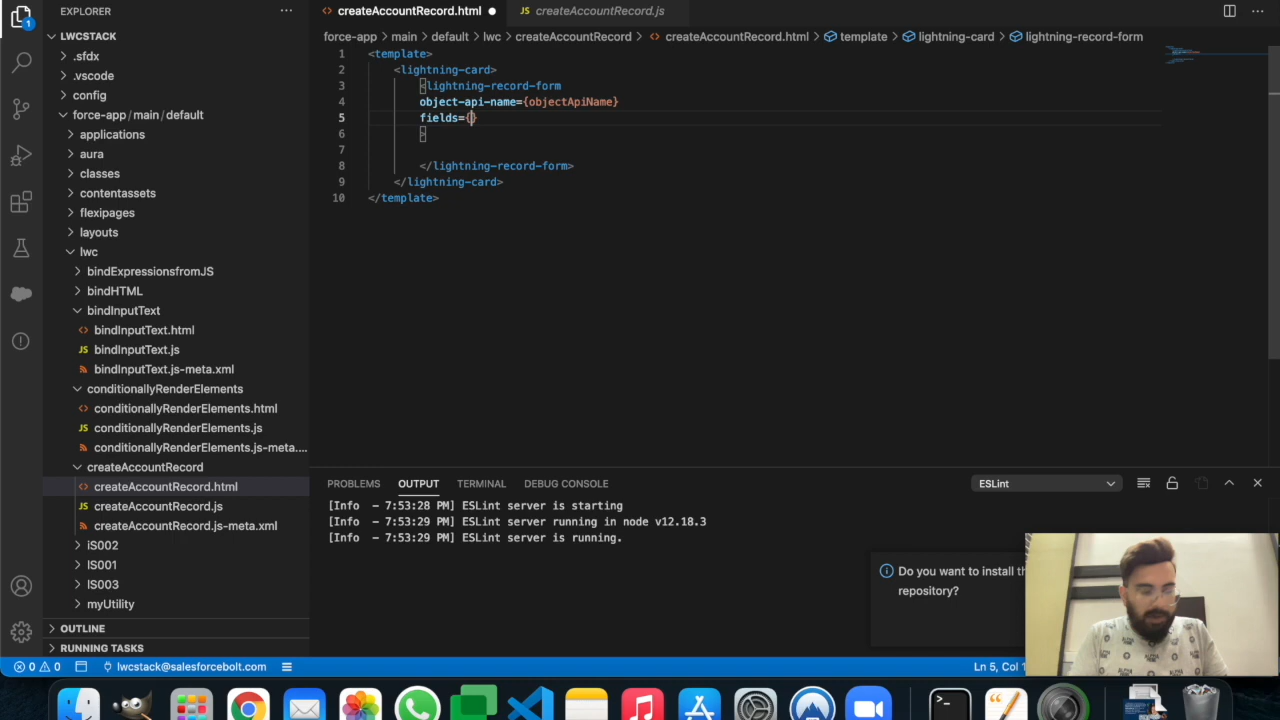 EXPLORER
LWCSTACK
.sfdx
.vscode
config
force-app/main/default
applications
aura
classes
contentassets
flexipages
layouts
lwc
bindExpressionsfromJS
bindHTML
bindInputText
bindInputText.html
JS bindInputText.js
bindInputText.js-meta.xml
conditionallyRenderElements
conditionallyRenderElements.html
JS conditionallyRenderElements.js
conditionallyRenderElements.js-meta....
createAccountRecord
createAccountRecord.html
JS createAccountRecord.js
createAccountRecord.js-meta.xml
iS002
IS001
IS003
myUtility
OUTLINE
RUNNING TASKS
1
createAccountRecord.html
JS createAccountRecord.js
force-app > main > default > lwc > createAccountRecord > createAccountRecord.html > template > lightning-card > lightning-record-form
1 <template>
2 <lightning-card>
3 <lightning-record-form
4 object-api-name={objectApiName}
5 fields={}
6 >
7
8 </lightning-record-form>
9 </lightning-card>
10 </template>
PROBLEMS OUTPUT TERMINAL DEBUG CONSOLE
ESLint
[Info - 7:53:28 PM] ESLint server is starting
[Info - 7:53:29 PM] ESLint server running in node v12.18.3
[Info - 7:53:29 PM] ESLint server is running.
Do you want to install
repository?
0 0 lwcstack@salesforcebolt.com
Ln 5, Col